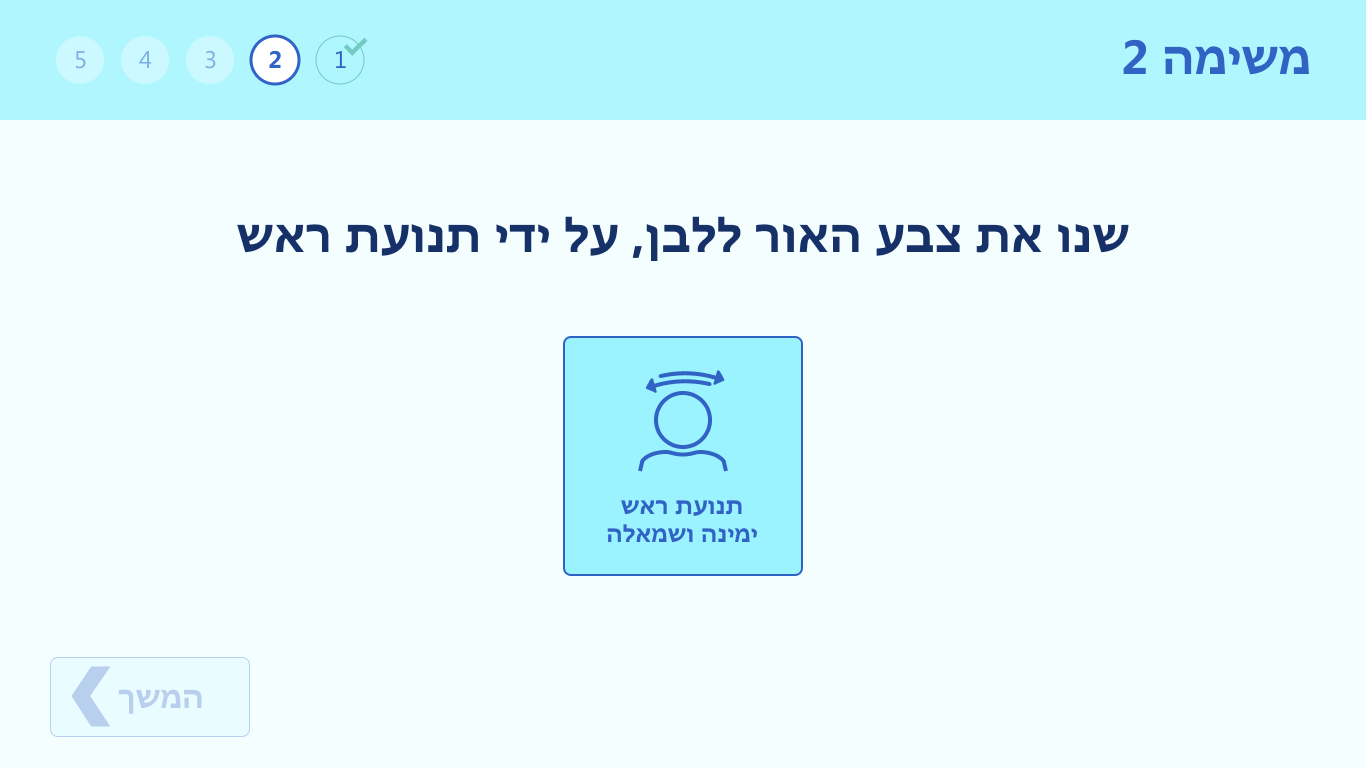 משימה 2
1 2 3 4 5
שנו את צבע האור ללבן, על ידי תנועת ראש
תנועת ראש
ימינה ושמאלה
המשך